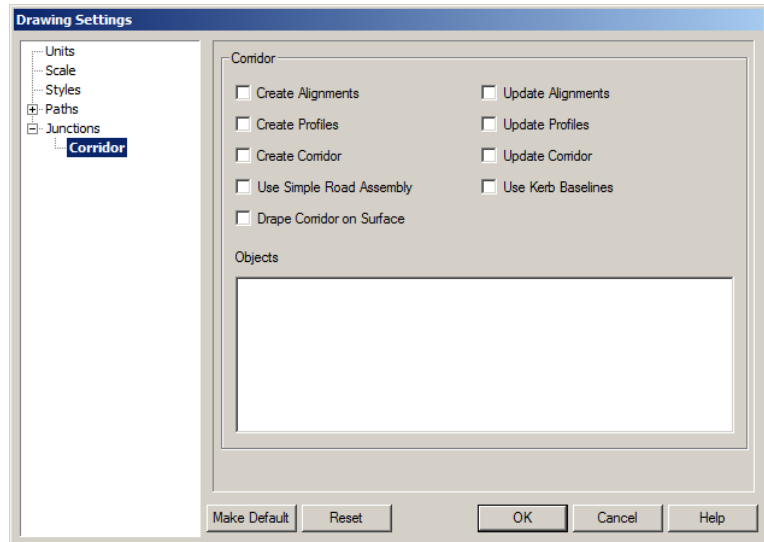 Drawing Settings
Units
Scale
Styles
Paths
Junctions
Corridor
Corridor
Create Alignments
Update Alignments
Create Profiles
Update Profiles
Create Corridor
Update Corridor
Use Simple Road Assembly
Use Kerb Baselines
Drape Corridor on Surface
Objects
Make Default
Reset
OK
Cancel
Help